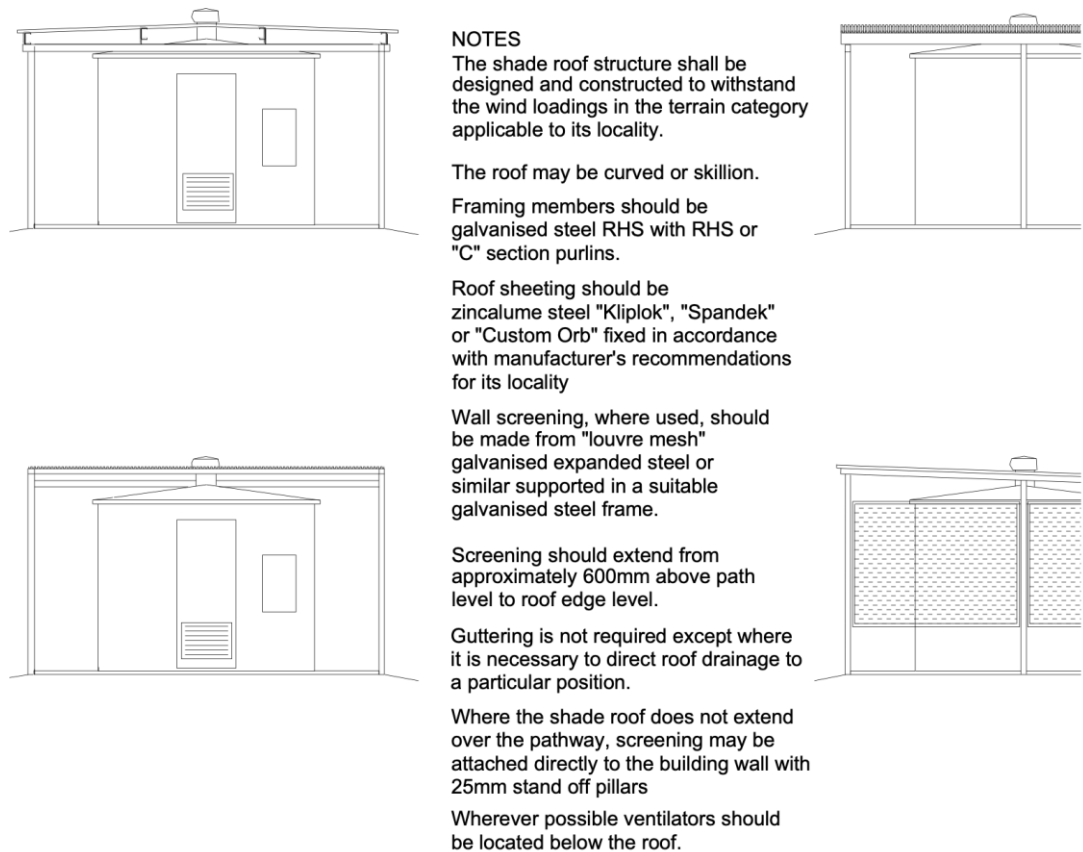 NOTES
The shade roof structure shall be
designed and constructed to withstand
the wind loadings in the terrain category
applicable to its locality.
The roof may be curved or skillion.
Framing members should be
galvanised steel RHS with RHS or
"C" section purlins.
Roof sheeting should be
zincalume steel "Kliplok", "Spandek"
or "Custom Orb" fixed in accordance
with manufacturer's recommendations
for its locality
Wall screening, where used, should
be made from "louvre mesh"
galvanised expanded steel or
similar supported in a suitable
galvanised steel frame.
Screening should extend from
approximately 600mm above path
level to roof edge level.
Guttering is not required except where
it is necessary to direct roof drainage to
a particular position.
Where the shade roof does not extend
over the pathway, screening may be
attached directly to the building wall with
25mm stand off pillars
Wherever possible ventilators should
be located below the roof.